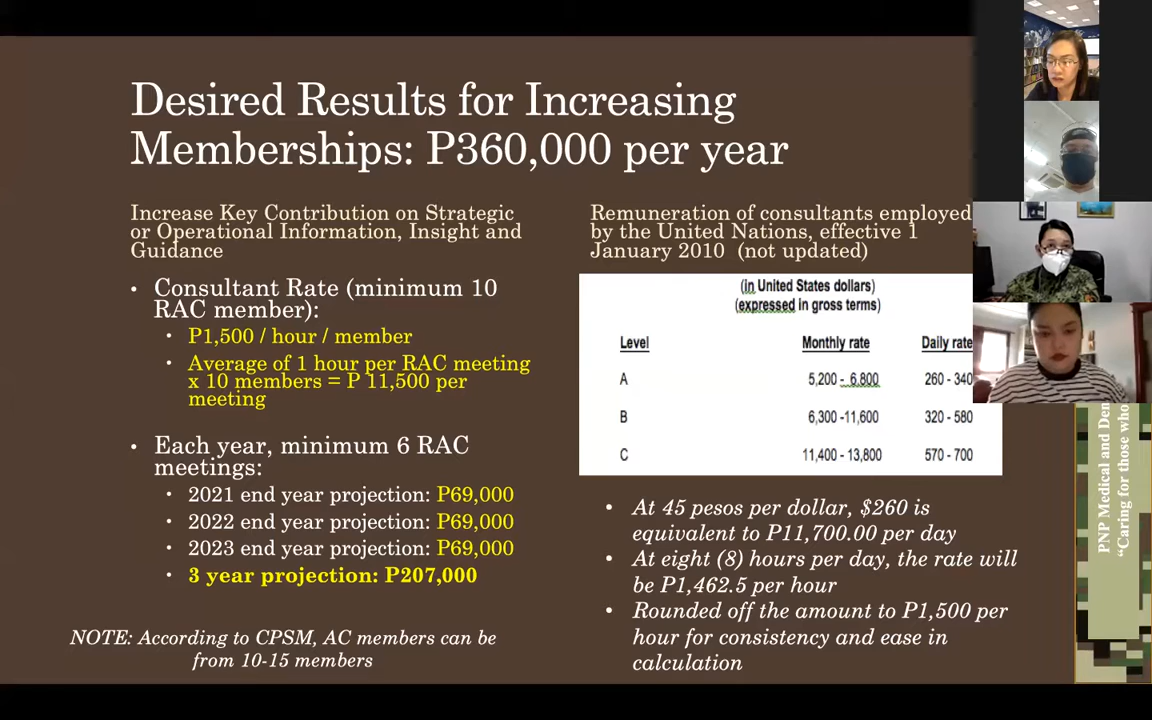 Desired Results for Increasing
Memberships: P360,000 per year
Increase Key Contribution on Strategic
or Operational Information, Insight and
Guidance
• Consultant Rate (minimum 10
RAC member):
• P1,500 / hour / member
• Average of 1 hour per RAC meeting
x 10 members = P 11,500 per
meeting
• Each year, minimum 6 RAC
meetings:
• 2021 end year projection: P69,000
• 2022 end year projection: P69,000
• 2023 end year projection: P69,000
• 3 year projection: P207,000
NOTE: According to CPSM, AC members can be
from 10-15 members
Remuneration of consultants employed
by the United Nations, effective 1
January 2010 (not updated)
(in United States dollars)
(expressed in gross terms)
Level Monthly rate Daily rate
A 5,200 - 6.800 260 - 340
B 6,300 -11,600 320 - 580
C 11,400 - 13,800 570 - 700
• At 45 pesos per dollar, $260 is
equivalent to P11,700.00 per day
• At eight (8) hours per day, the rate will
be P1,462.5 per hour
• Rounded off the amount to P1,500 per
hour for consistency and ease in
calculation
PNP Medical and Den
“Caring for those who